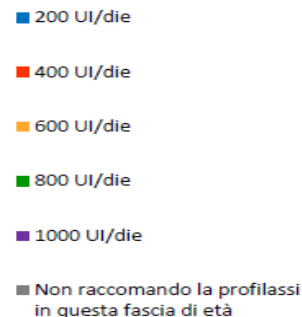 200 UI/die
400 UI/die
600 UI/die
800 UI/die
1000 UI/die
Non raccomando la profilassi
in questa fascia di età